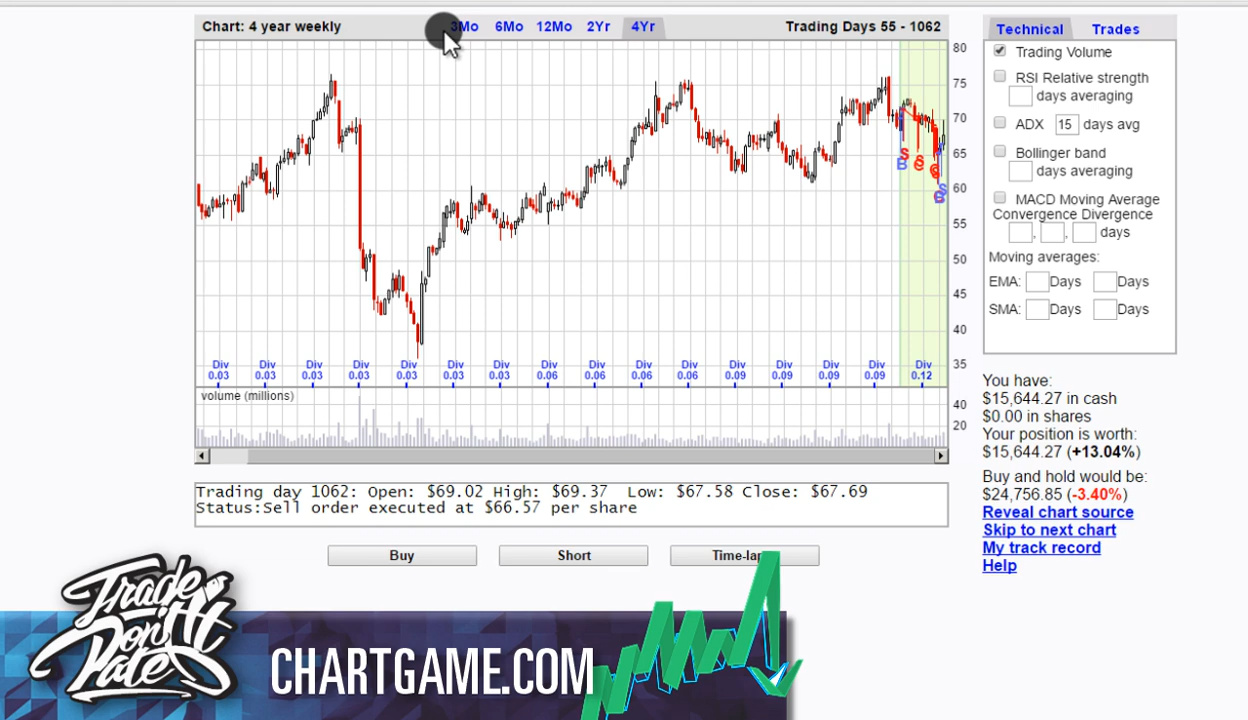 Chart: 4 year weekly 3Mo 6Mo 12Mo 2Yr 4Yr Trading Days 55 - 1062
Technical Trades
Trading Volume
RSI Relative strength
days averaging
ADX 15 days avg
Bollinger band
days averaging
MACD Moving Average
Convergence Divergence
, , days
Moving averages:
EMA: Days Days
SMA: Days Days
80
75
70
65
60
55
50
45
40
35
Div Div Div Div Div Div Div Div Div Div Div Div Div Div Div Div
0.03 0.03 0.03 0.03 0.03 0.03 0.03 0.06 0.06 0.06 0.06 0.09 0.09 0.09 0.09 0.12
volume (millions)
40
20
You have:
$15,644.27 in cash
$0.00 in shares
Your position is worth:
$15,644.27 (+13.04%)
Buy and hold would be:
$24,756.85 (-3.40%)
Reveal chart source
Skip to next chart
My track record
Help
Trading day 1062: Open: $69.02 High: $69.37 Low: $67.58 Close: $67.69
Status:Sell order executed at $66.57 per share
Buy Short
Trade
Don't
Hate
CHARTGAME.COM